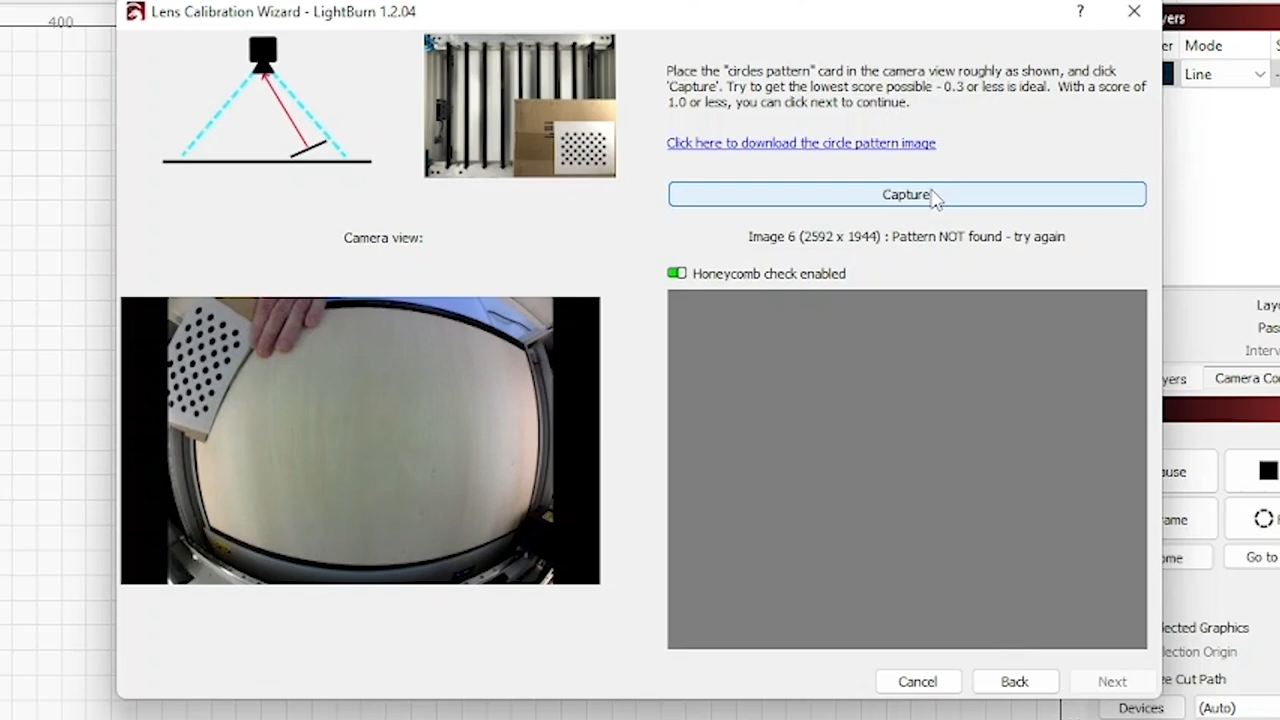 400
Lens Calibration Wizard - LightBurn 1.2.04
?
Place the "circles pattern" card in the camera view roughly as shown, and click
'Capture'. Try to get the lowest score possible - 0.3 or less is ideal. With a score of
1.0 or less, you can click next to continue.
Click here to download the circle pattern image
Capture
Camera view:
Image 6 (2592 x 1944) : Pattern NOT found - try again
Honeycomb check enabled
Cancel
Back
Next
yers
er Mode S
Line
Laye
Pas
Interv
yers Camera Co
ause
ame
ome Go to
lected Graphics
lection Origin
ee Cut Path
Devices (Auto)